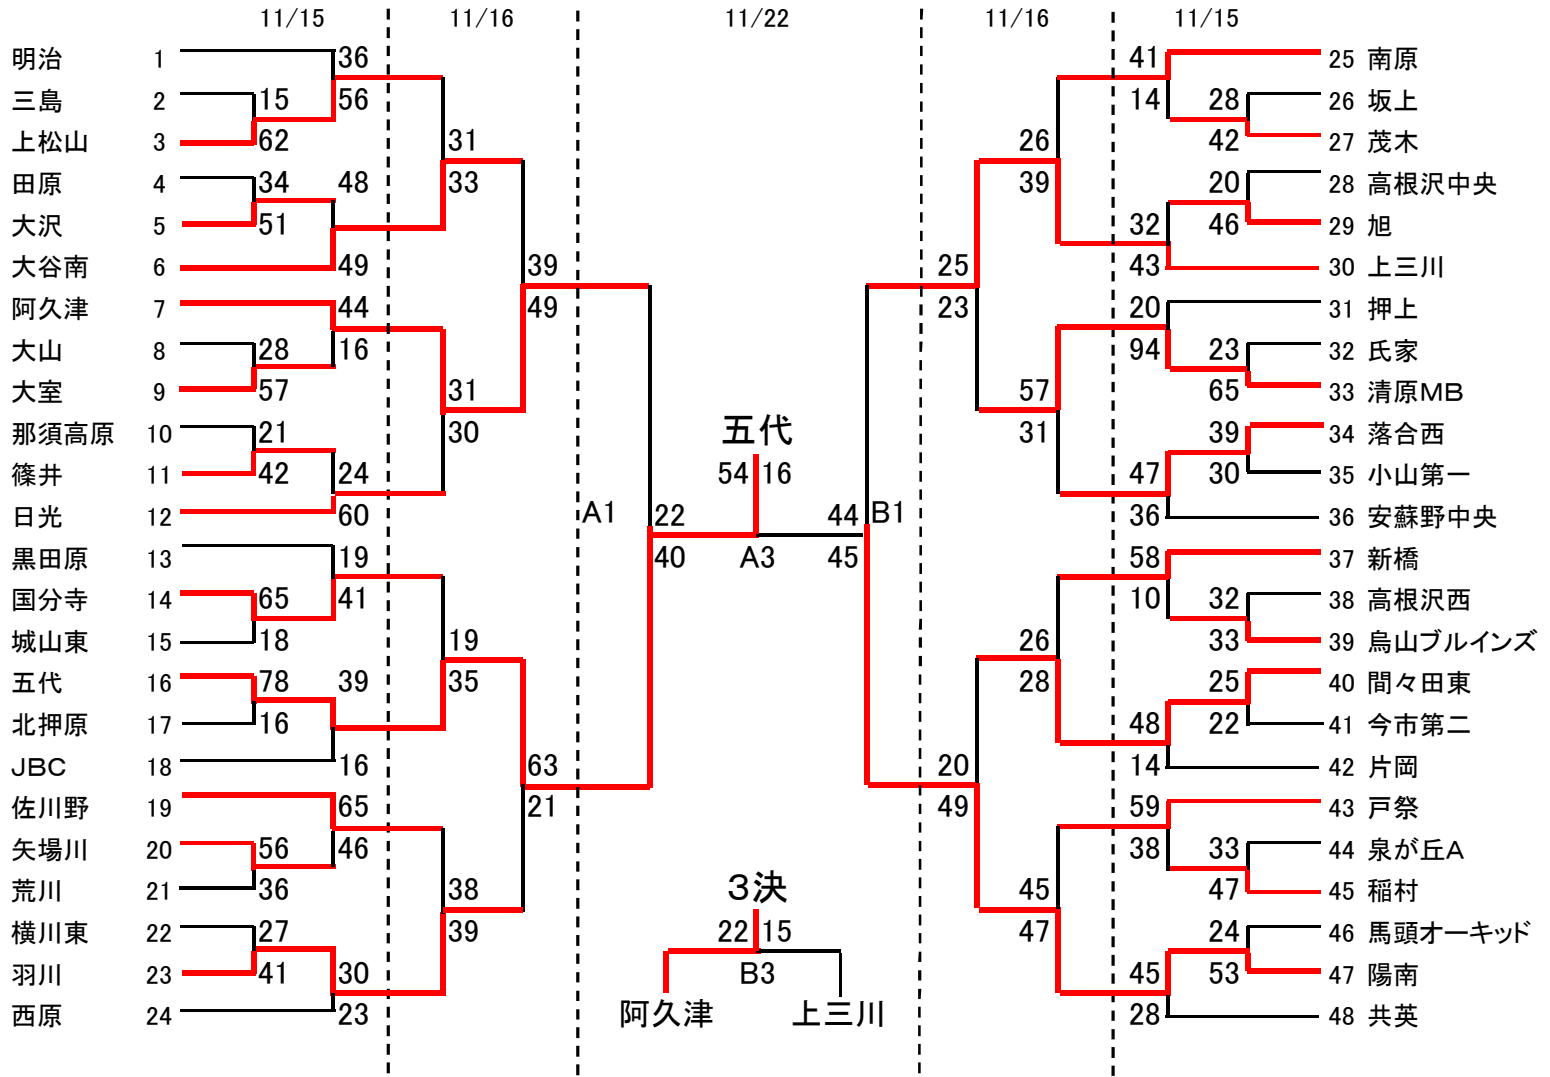 11/15 11/16 11/22 11/16 11/15
明治 1 36 41 25 南原
三島 2 15 56 14 28 26 坂上
上松山 3 62 31 26 42 27 茂木
田原 4 34 48 33 39 20 28 高根沢中央
大沢 5 51 32 46 29 旭
大谷南 6 49 39 25 43 30 上三川
阿久津 7 44 49 23 20 31 押上
大山 8 28 16 94 23 32 氏家
大室 9 57 31 57 65 33 清原MB
那須高原 10 21 30 五代 31 39 34 落合西
篠井 11 42 24 54 16 47 30 35 小山第一
日光 12 60 A1 22 44 B1 36 36 安蘇野中央
黒田原 13 19 40 A3 45 58 37 新橋
国分寺 14 65 41 10 32 38 高根沢西
城山東 15 18 19 26 33 39 烏山ブルインズ
五代 16 78 39 35 28 25 40 間々田東
北押原 17 16 48 22 41 今市第二
JBC 18 16 63 20 14 42 片岡
佐川野 19 65 21 49 59 43 戸祭
矢場川 20 56 46 38 33 44 泉が丘A
荒川 21 36 38 3決 45 47 45 稲村
横川東 22 27 39 22 15 47 24 46 馬頭オーキッド
羽川 23 41 30 B3 45 53 47 陽南
西原 24 23 阿久津 上三川 28 48 共英